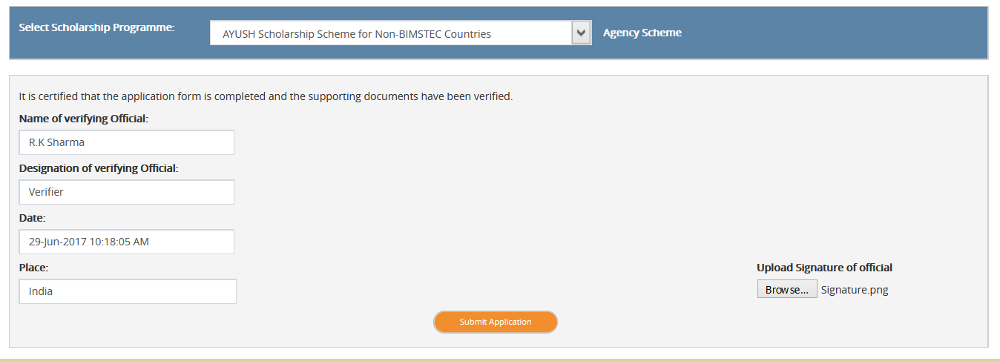 Select Scholarship Programme:
AYUSH Scholarship Scheme for Non-BIMSTEC Countries
Agency Scheme
It is certified that the application form is completed and the supporting documents have been verified.
Name of verifying Official:
R.K Sharma
Designation of verifying Official:
Verifier
Date:
29-Jun-2017 10:18:05 AM
Place:
Upload Signature of official
India
Browse... Signature.png
Submit Application